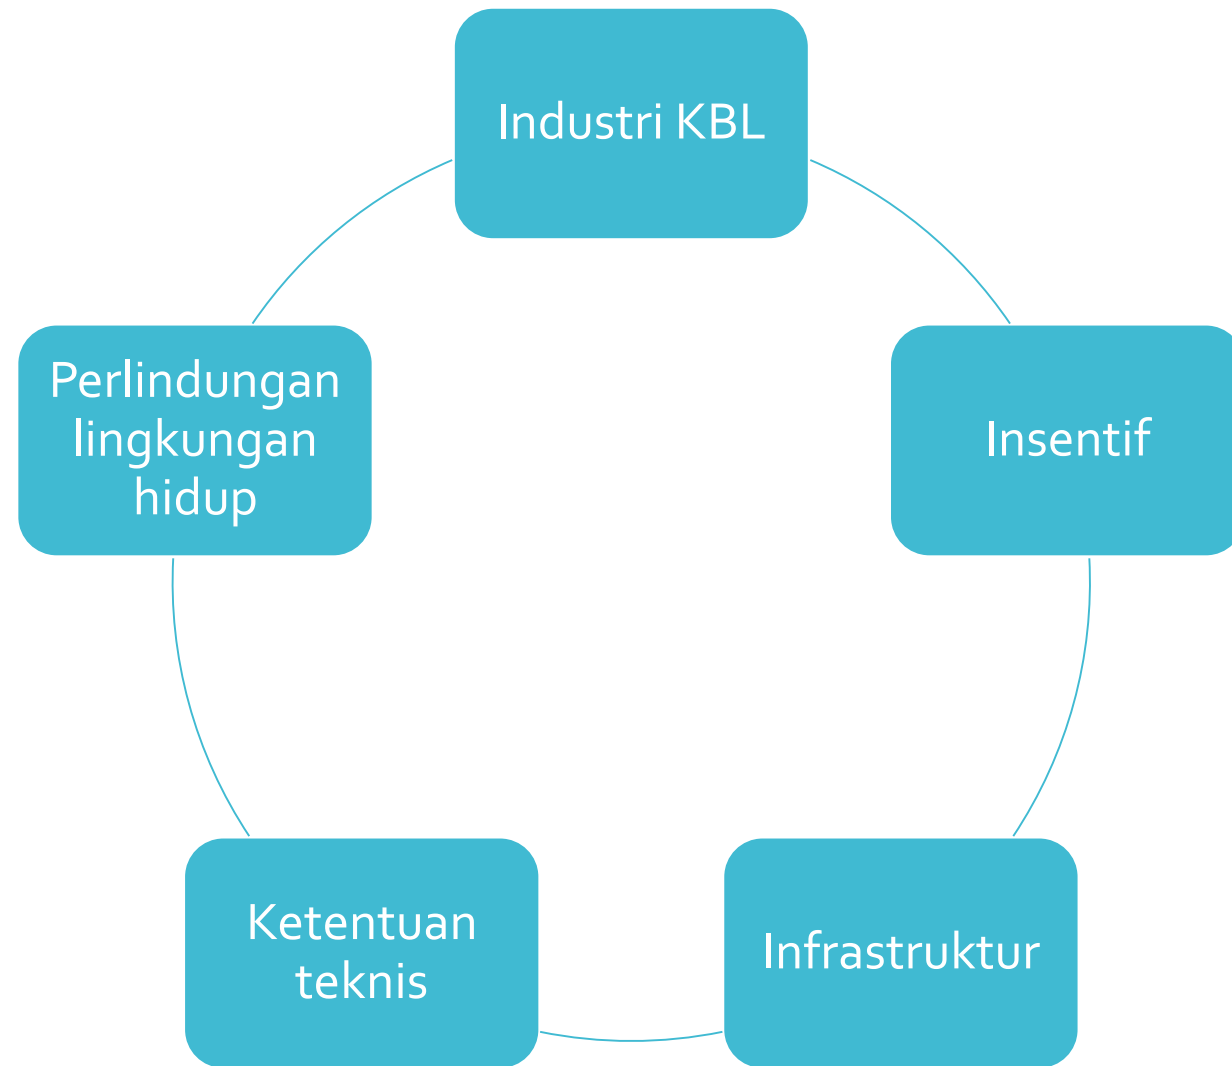 Industri KBL
Insentif
Infrastruktur
Ketentuan
teknis
Perlindungan
lingkungan
hidup